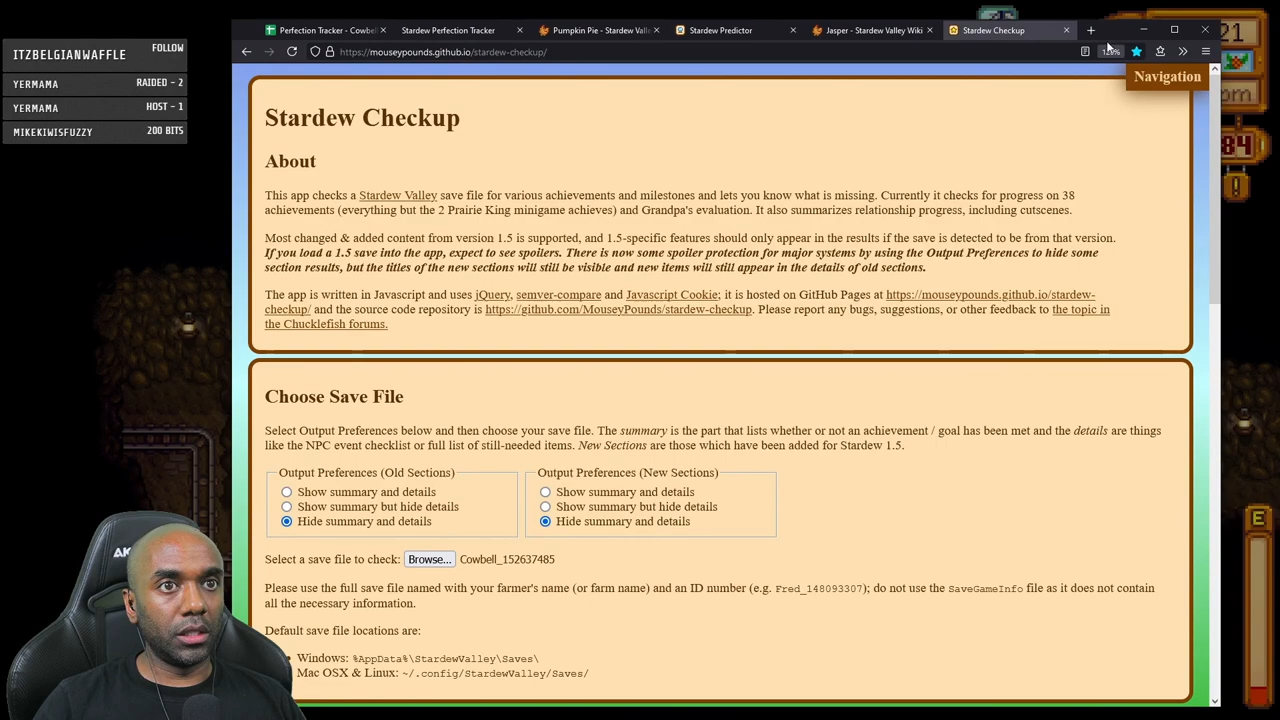 ITZBELGIANWAFFLE FOLLOW
YERMAMA RAIDED - 2
YERMAMA HOST - 1
MIKEKIWISFUZZY 200 BITS
Perfection Tracker - Cowbel
Stardew Perfection Tracker
Pumpkin Pie - Stardew Vall
Stardew Predictor
Jasper - Stardew Valley Wiki
Stardew Checkup
https://mouseypounds.github.io/stardew-checkup/
Navigation
Stardew Checkup
About
This app checks a Stardew Valley save file for various achievements and milestones and lets you know what is missing. Currently it checks for progress on 38
achievements (everything but the 2 Prairie King minigame achieves) and Grandpa's evaluation. It also summarizes relationship progress, including cutscenes.
Most changed & added content from version 1.5 is supported, and 1.5-specific features should only appear in the results if the save is detected to be from that version.
If you load a 1.5 save into the app, expect to see spoilers. There is now some spoiler protection for major systems by using the Output Preferences to hide some
section results, but the titles of the new sections will still be visible and new items will still appear in the details of old sections.
The app is written in Javascript and uses jQuery, semver-compare and Javascript Cookie; it is hosted on GitHub Pages at https://mouseypounds.github.io/stardew-
checkup/ and the source code repository is https://github.com/MouseyPounds/stardew-checkup. Please report any bugs, suggestions, or other feedback to the topic in
the Chucklefish forums.
Choose Save File
Select Output Preferences below and then choose your save file. The summary is the part that lists whether or not an achievement / goal has been met and the details are things
like the NPC event checklist or full list of still-needed items. New Sections are those which have been added for Stardew 1.5.
Output Preferences (Old Sections) Output Preferences (New Sections)
Show summary and details Show summary and details
Show summary but hide details Show summary but hide details
Hide summary and details Hide summary and details
Select a save file to check: Browse... Cowbell_152637485
Please use the full save file named with your farmer's name (or farm name) and an ID number (e.g. Fred_148093307); do not use the SaveGameInfo file as it does not contain
all the necessary information.
Default save file locations are:
Windows: %AppData%\StardewValley\Saves\
Mac OSX & Linux: ~/.config/StardewValley/Saves/
21
84
E